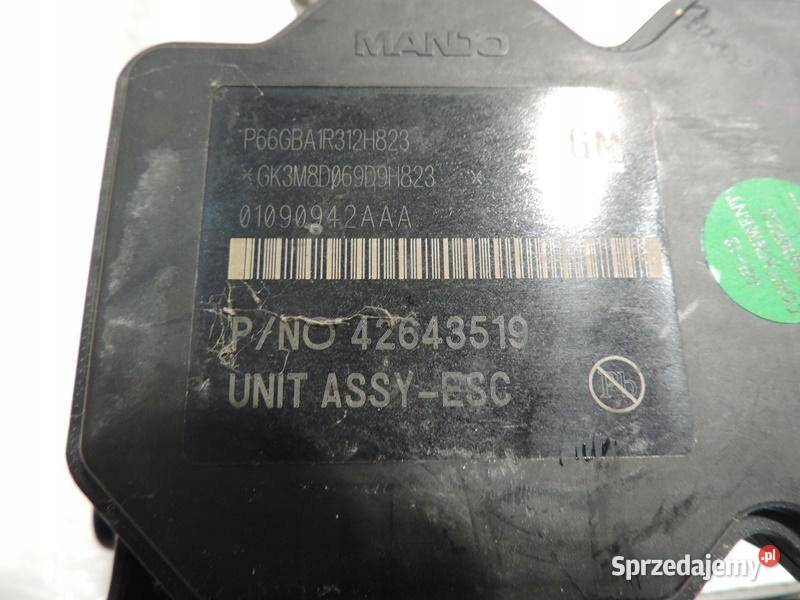 MANDO
P66GBA1R312H823
GM
*GK3M8D069D9H823 *
01090942AAA
P/NO 42643519
UNIT ASSY-ESC
Pb
Sprzedajemy.pl